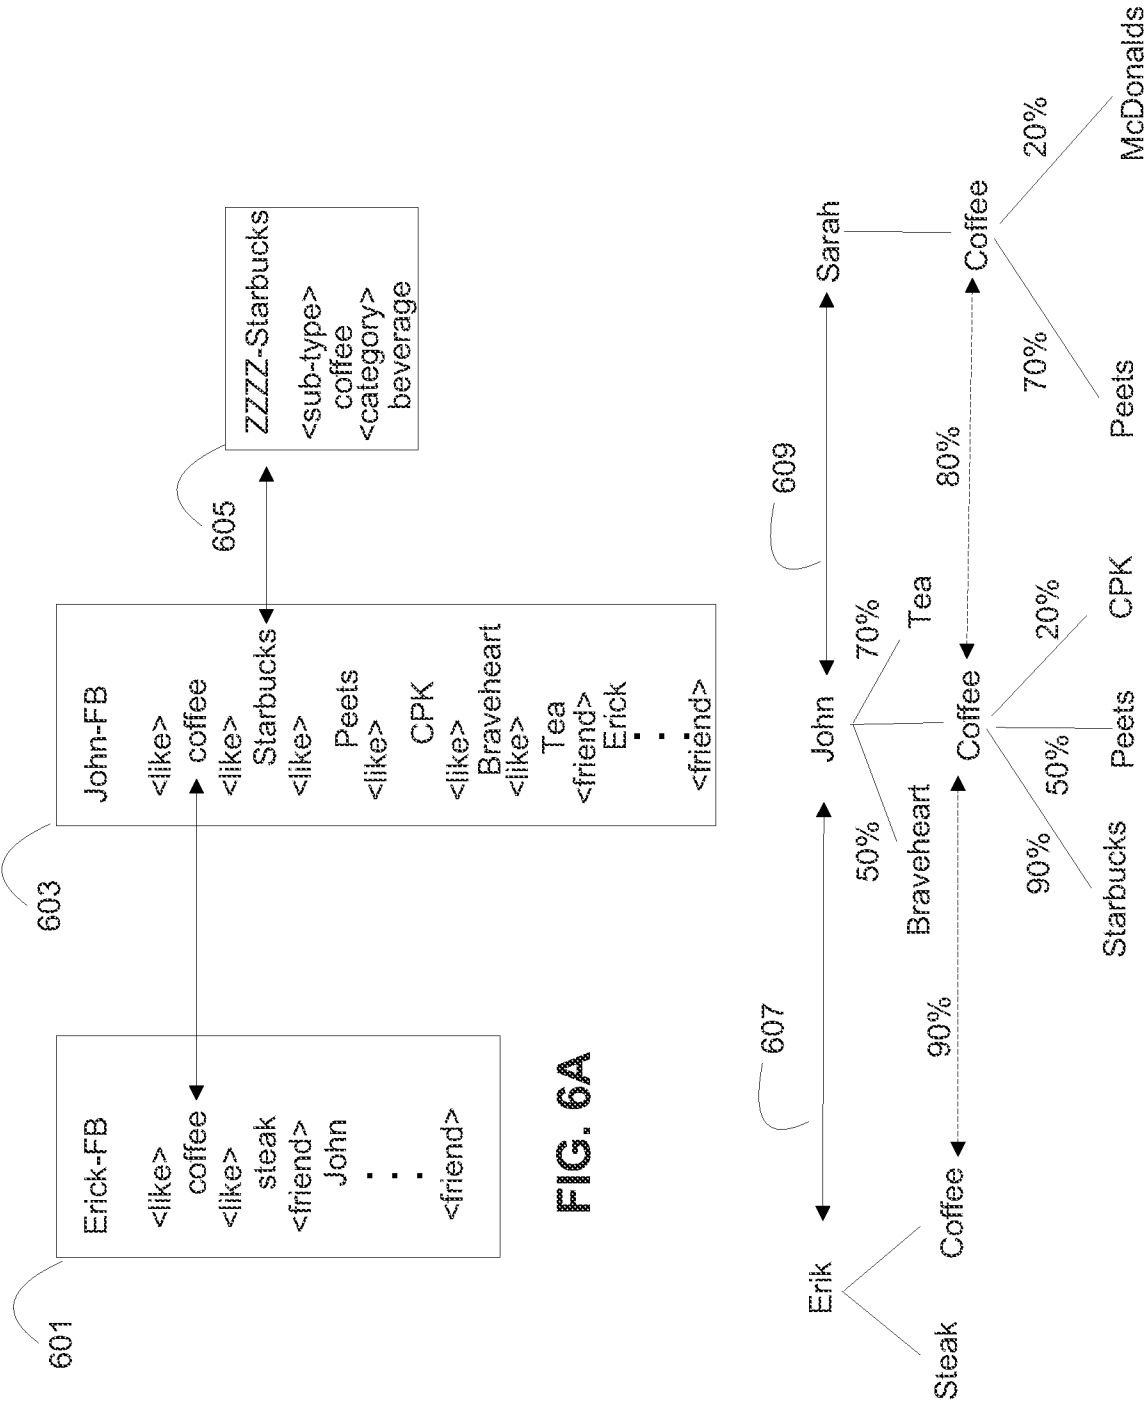 601
Erick-FB
<like>
coffee
<like>
steak
<friend>
John
. . .
<friend>
603
John-FB
<like>
coffee
<like>
Starbucks
<like>
Peets
<like>
CPK
<like>
Braveheart
<like>
Tea
<friend>
Erick
. . .
<friend>
605
ZZZZ-Starbucks
<sub-type>
coffee
<category>
beverage
FIG. 6A
607
609
Erik
John
Sarah
Steak
Coffee
90%
50%
70%
Braveheart
Tea
Coffee
80%
Coffee
90%
50%
20%
70%
20%
Starbucks
Peets
CPK
Peets
McDonalds